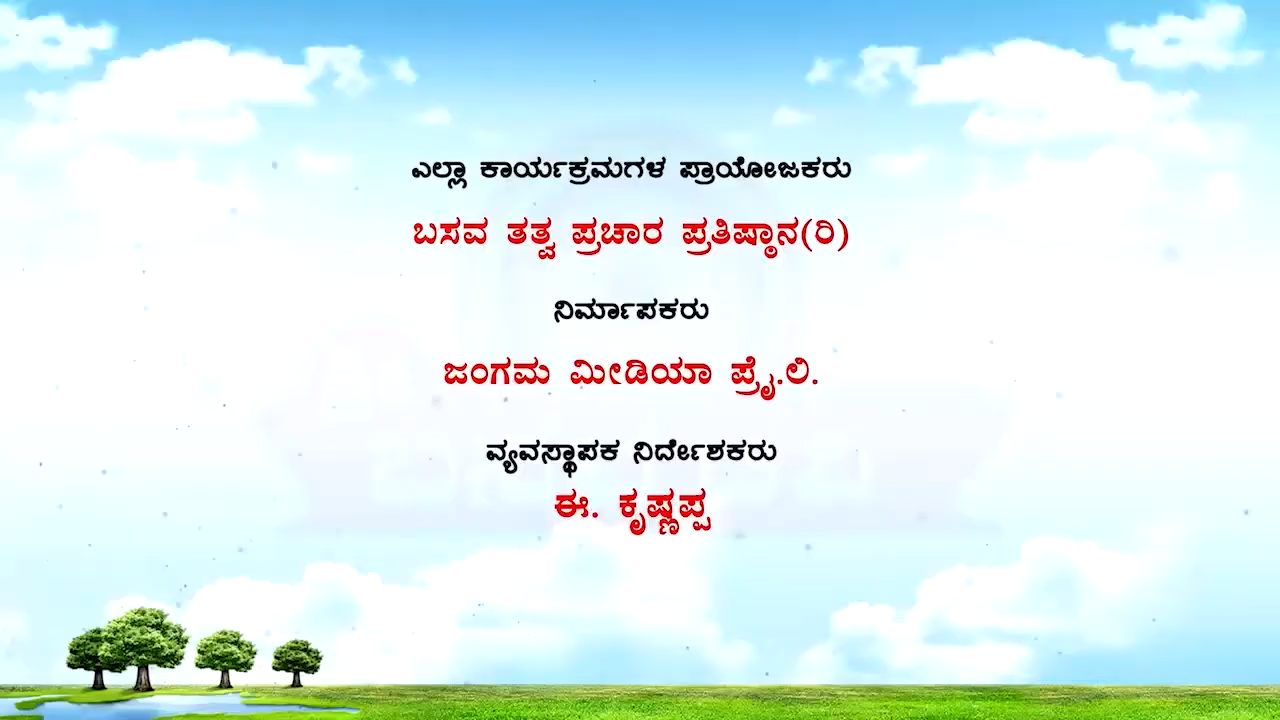 ಎಲ್ಲಾ ಕಾರ್ಯಕ್ರಮಗಳ ಪ್ರಾಯೋಜಕರು
ಬಸವ ತತ್ವ ಪ್ರಚಾರ ಪ್ರತಿಷ್ಠಾನ(ರಿ)
ನಿರ್ಮಾಪಕರು
ಜಂಗಮ ಮೀಡಿಯಾ ಪ್ರೈ.ಲಿ.
ವ್ಯವಸ್ಥಾಪಕ ನಿರ್ದೇಶಕರು
ಈ. ಕೃಷ್ಣಪ್ಪ